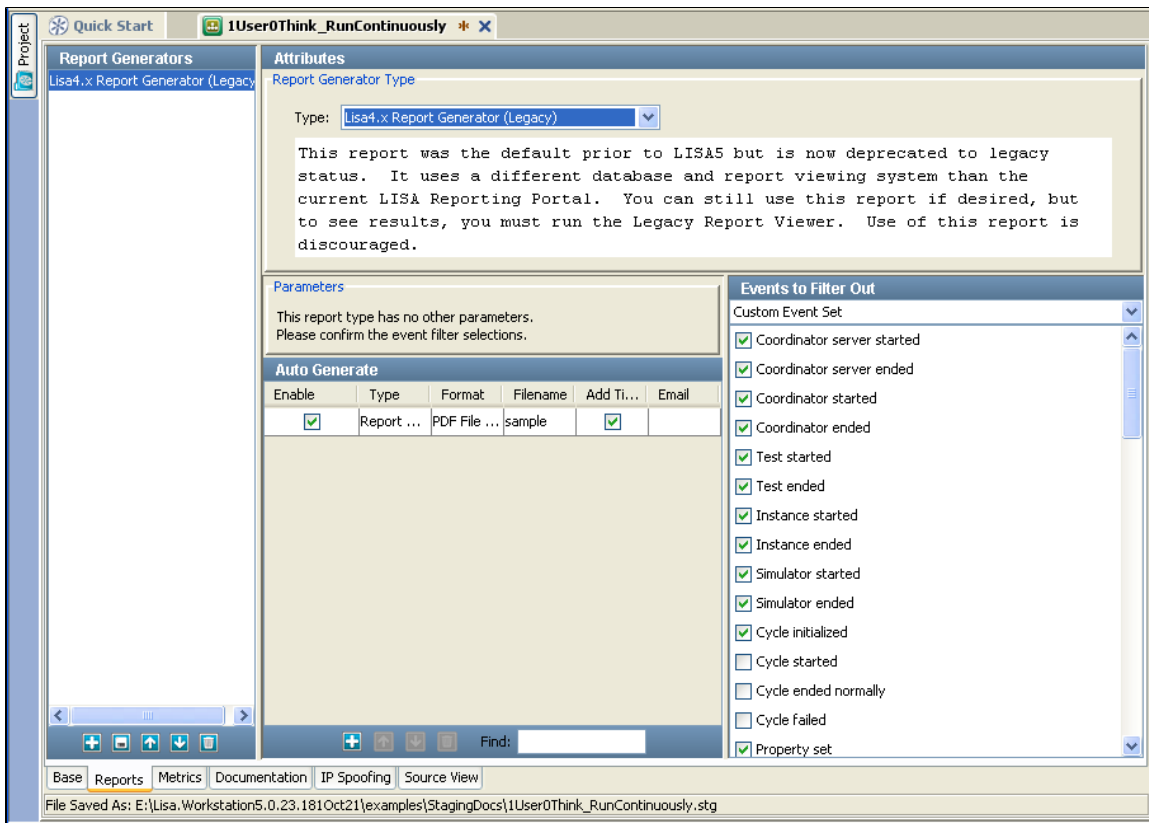 Project
Quick Start
1User0Think_RunContinuously *
Report Generators
Lisa4.x Report Generator (Legacy
Attributes
Report Generator Type
Type: Lisa4.x Report Generator (Legacy)
This report was the default prior to LISA5 but is now deprecated to legacy
status. It uses a different database and report viewing system than the
current LISA Reporting Portal. You can still use this report if desired, but
to see results, you must run the Legacy Report Viewer. Use of this report is
discouraged.
Parameters
This report type has no other parameters.
Please confirm the event filter selections.
Auto Generate
Enable Type Format Filename Add Ti... Email
Report ... PDF File ... sample
Find:
Events to Filter Out
Custom Event Set
Coordinator server started
Coordinator server ended
Coordinator started
Coordinator ended
Test started
Test ended
Instance started
Instance ended
Simulator started
Simulator ended
Cycle initialized
Cycle started
Cycle ended normally
Cycle failed
Property set
Base Reports Metrics Documentation IP Spoofing Source View
File Saved As: E:\Lisa.Workstation5.0.23.181Oct21\examples\StagingDocs\1User0Think_RunContinuously.stg